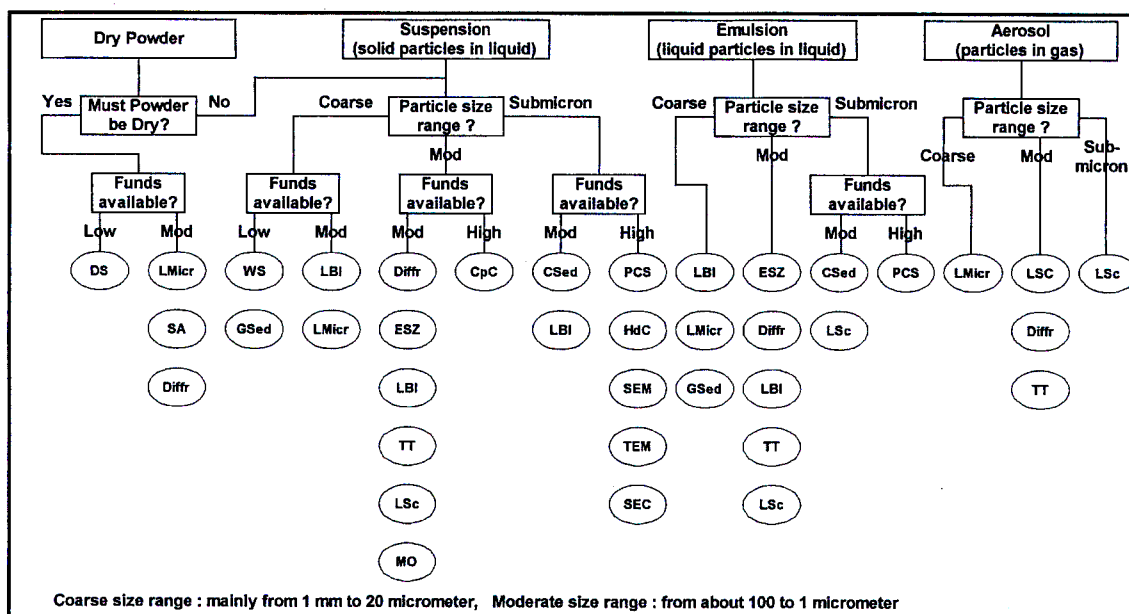 Dry Powder
Suspension
(solid particles in liquid)
Emulsion
(liquid particles in liquid)
Aerosol
(particles in gas)
Yes
Must Powder
be Dry?
No
Coarse
Particle size
range ?
Submicron
Mod
Coarse
Particle size
range ?
Submicron
Mod
Particle size
range ?
Coarse
Mod
Sub-
micron
Funds
available?
Funds
available?
Funds
available?
Funds
available?
Funds
available?
Low Mod Low Mod Mod High Mod High Mod High
DS LMicr WS LBI Diffr CpC CSed PCS LBI ESZ CSed PCS LMicr LSC LSc
SA GSed LMicr ESZ LBI HdC LMicr Diffr LSc Diffr
Diffr LBI SEM GSed LBI TT
TT TEM TT
LSc SEC LSc
MO
Coarse size range : mainly from 1 mm to 20 micrometer, Moderate size range : from about 100 to 1 micrometer